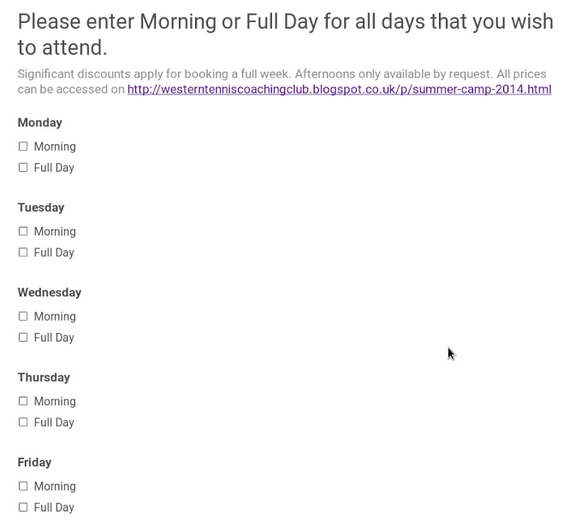 Please enter Morning or Full Day for all days that you wish
to attend.
Significant discounts apply for booking a full week. Afternoons only available by request. All prices
can be accessed on http://westerntenniscoachingclub.blogspot.co.uk/p/summer-camp-2014.html
Monday
Morning
Full Day
Tuesday
Morning
Full Day
Wednesday
Morning
Full Day
Thursday
Morning
Full Day
Friday
Morning
Full Day